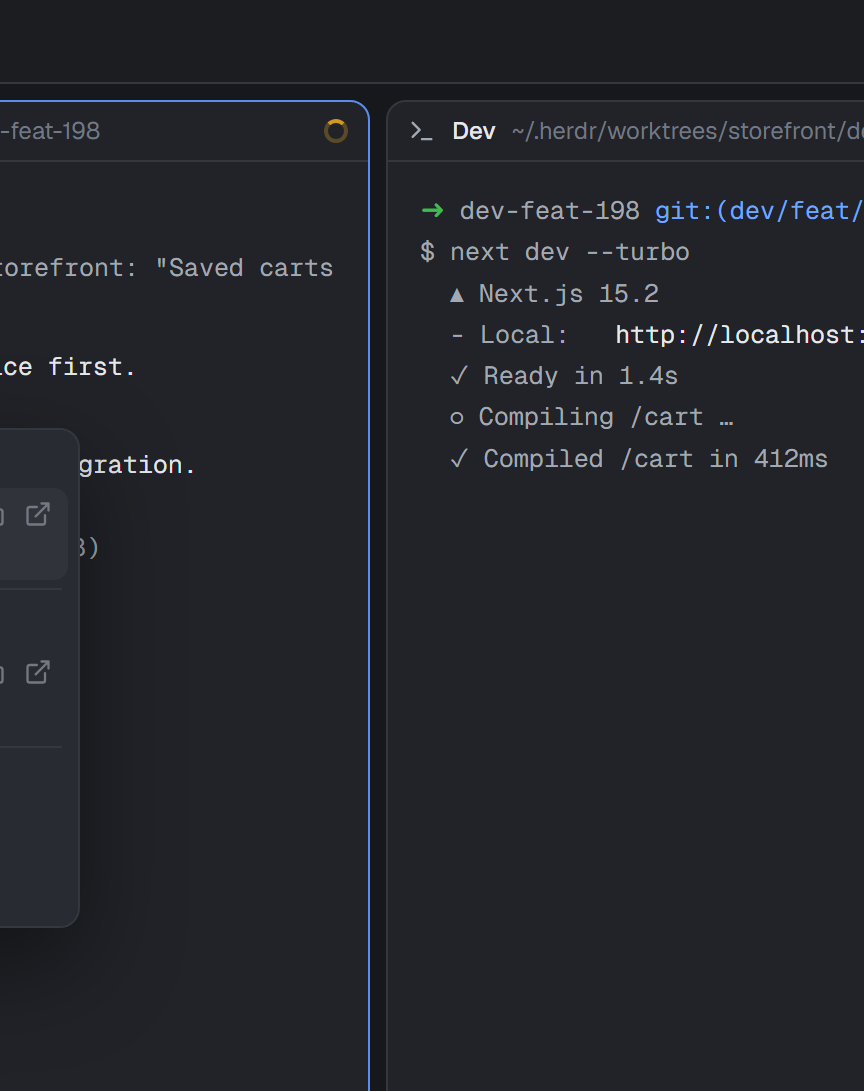 -feat-198
torefront: "Saved carts
ce first.
gration.
)
Dev ~/.herdr/worktrees/storefront/de
➜ dev-feat-198 git:(dev/feat/
$ next dev --turbo
▲ Next.js 15.2
- Local: http://localhost:
✓ Ready in 1.4s
○ Compiling /cart …
✓ Compiled /cart in 412ms